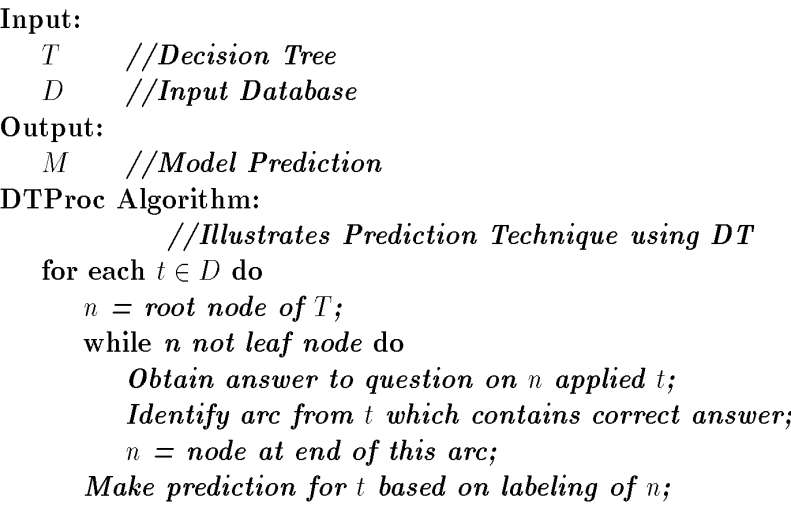 Input:
T //Decision Tree
D //Input Database
Output:
M //Model Prediction
DTProc Algorithm:
//Illustrates Prediction Technique using DT
for each t ∈ D do
n = root node of T;
while n not leaf node do
Obtain answer to question on n applied t;
Identify arc from t which contains correct answer;
n = node at end of this arc;
Make prediction for t based on labeling of n;